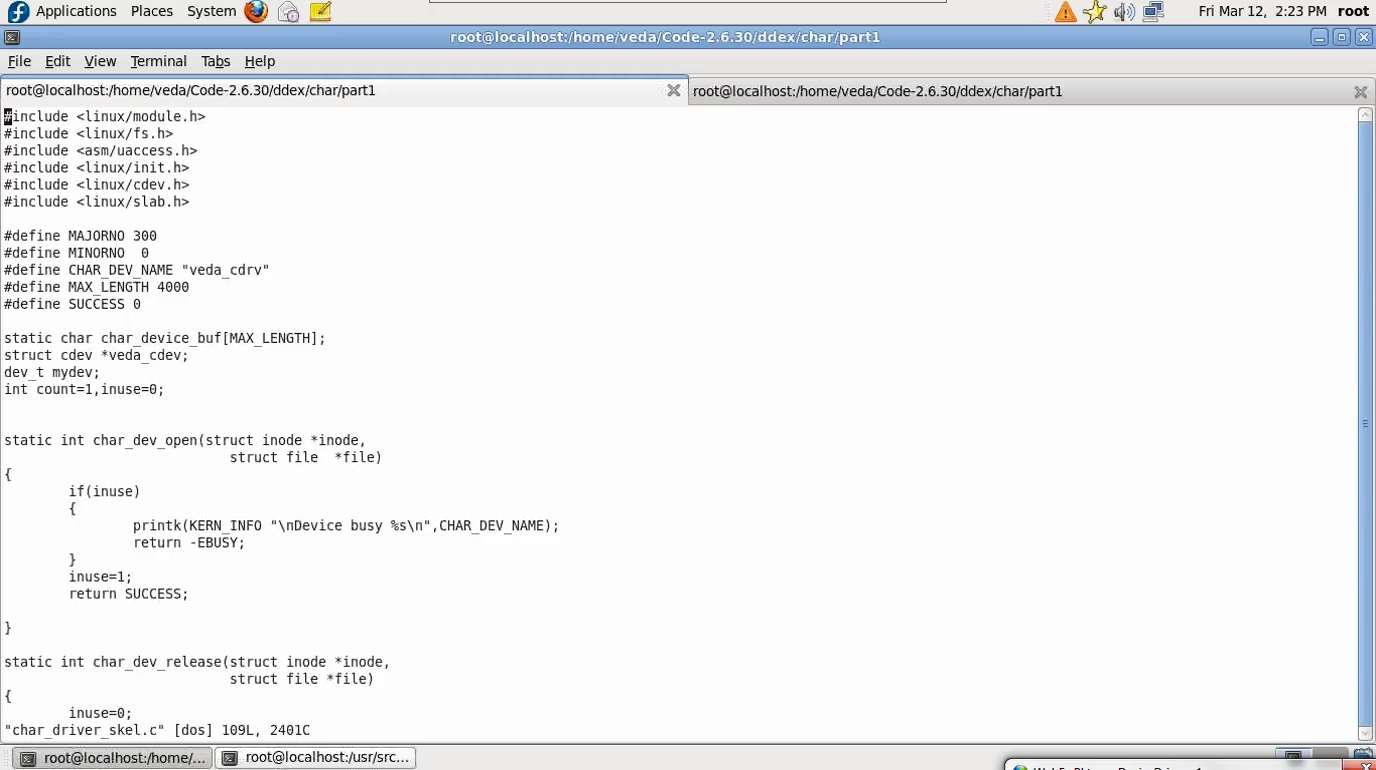 Applications Places System Fri Mar 12, 2:23 PM root
root@localhost:/home/veda/Code-2.6.30/ddex/char/part1
File Edit View Terminal Tabs Help
root@localhost:/home/veda/Code-2.6.30/ddex/char/part1 root@localhost:/home/veda/Code-2.6.30/ddex/char/part1
#include <linux/module.h>
#include <linux/fs.h>
#include <asm/uaccess.h>
#include <linux/init.h>
#include <linux/cdev.h>
#include <linux/slab.h>
#define MAJORNO 300
#define MINORNO  0
#define CHAR_DEV_NAME "veda_cdrv"
#define MAX_LENGTH 4000
#define SUCCESS 0
static char char_device_buf[MAX_LENGTH];
struct cdev *veda_cdev;
dev_t mydev;
int count=1,inuse=0;
static int char_dev_open(struct inode *inode,
struct file  *file)
{
if(inuse)
{
printk(KERN_INFO "\nDevice busy %s\n",CHAR_DEV_NAME);
return -EBUSY;
}
inuse=1;
return SUCCESS;
}
static int char_dev_release(struct inode *inode,
struct file *file)
{
inuse=0;
"char_driver_skel.c" [dos] 109L, 2401C
root@localhost:/home/... root@localhost:/usr/src...